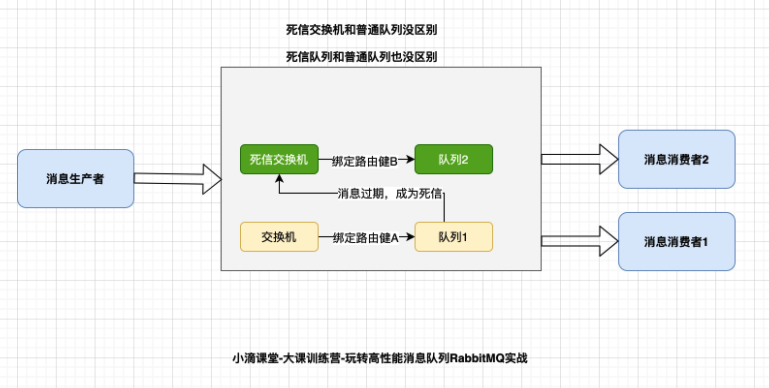 死信交换机和普通队列没区别
死信队列和普通队列也没区别
消息生产者
死信交换机
绑定路由健B
队列2
消息过期，成为死信
交换机
绑定路由健A
队列1
消息消费者2
消息消费者1
小滴课堂-大课训练营-玩转高性能消息队列RabbitMQ实战